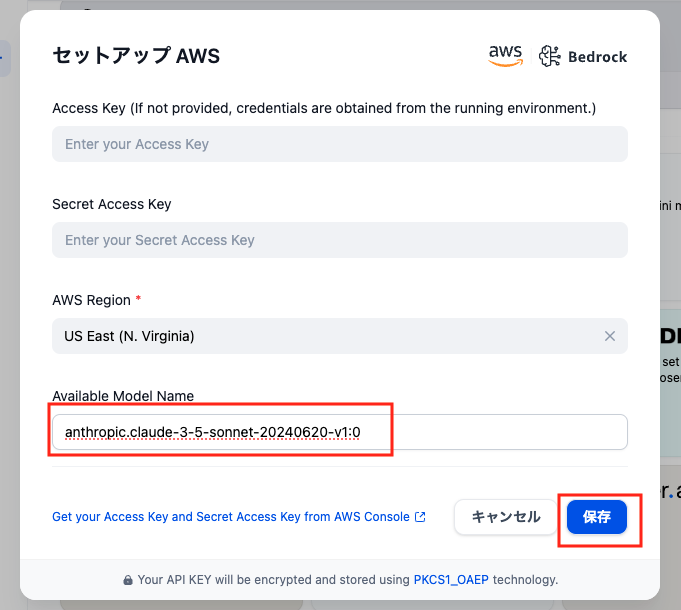 セットアップ AWS
aws Bedrock
Access Key (If not provided, credentials are obtained from the running environment.)
Enter your Access Key
Secret Access Key
Enter your Secret Access Key
AWS Region *
US East (N. Virginia)
Available Model Name
anthropic.claude-3-5-sonnet-20240620-v1:0
Get your Access Key and Secret Access Key from AWS Console
キャンセル
保存
Your API KEY will be encrypted and stored using PKCS1_OAEP technology.
ini
set